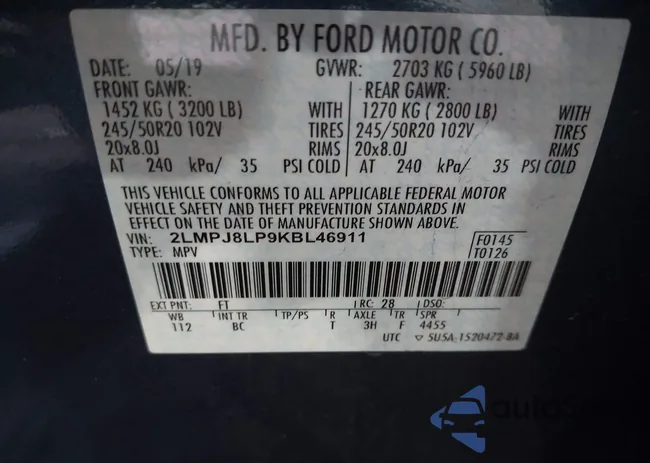 MFD. BY FORD MOTOR CO.
DATE: 05/19 GVWR: 2703 KG ( 5960 LB)
FRONT GAWR: REAR GAWR:
1452 KG ( 3200 LB) WITH 1270 KG ( 2800 LB) WITH
245/50R20 102V TIRES 245/50R20 102V TIRES
20x8.0J RIMS 20x8.0J RIMS
AT 240 kPa/ 35 PSI COLD AT 240 kPa/ 35 PSI COLD
THIS VEHICLE CONFORMS TO ALL APPLICABLE FEDERAL MOTOR
VEHICLE SAFETY AND THEFT PREVENTION STANDARDS IN
EFFECT ON THE DATE OF MANUFACTURE SHOWN ABOVE.
VIN: 2LMPJ8LP9KBL46911 F0145
TYPE: MPV T0126
EXT PNT: FT RC: 28 DSO:
WB INT TR TP/PS R AXLE TR SPR
112 BC T 3H F 4455
UTC ▽ 5U5A-1520472-BA